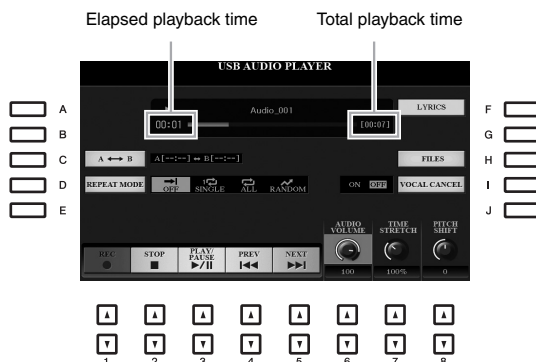 Elapsed playback time Total playback time
USB AUDIO PLAYER
Audio_001
00:01 [00:07]
LYRICS
A ⟷ B A[--:--] ↔ B[--:--]
FILES
REPEAT MODE OFF SINGLE ALL RANDOM ON OFF VOCAL CANCEL
AUDIO VOLUME TIME STRETCH PITCH SHIFT
100 100% 0
REC STOP PLAY/PAUSE PREV NEXT
A
B
C
D
E
F
G
H
I
J
1 2 3 4 5 6 7 8